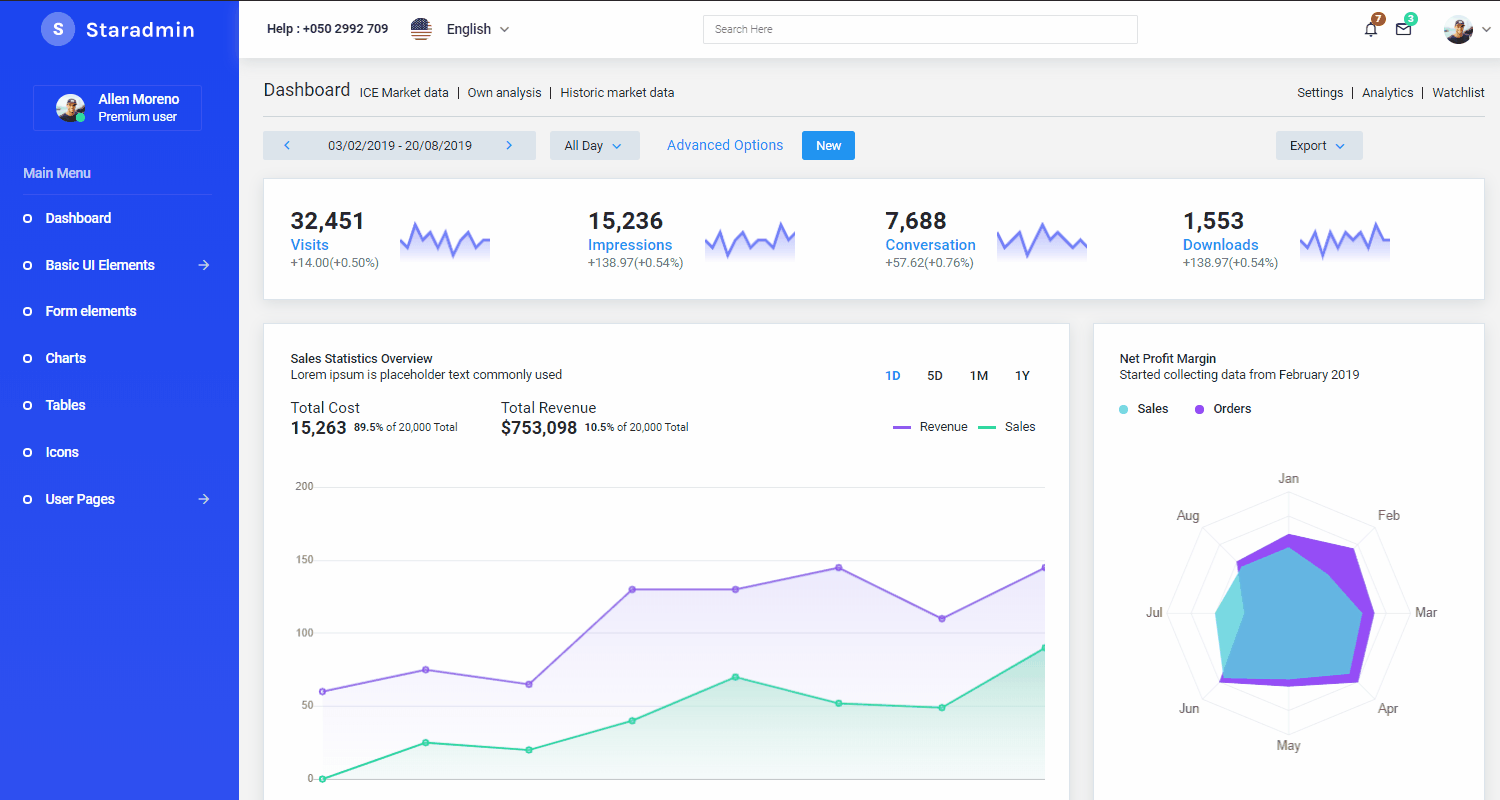 S Staradmin
Help : +050 2992 709 English
Search Here
7 3
Allen Moreno
Premium user
Main Menu
Dashboard
Basic UI Elements
Form elements
Charts
Tables
Icons
User Pages
Dashboard ICE Market data | Own analysis | Historic market data
Settings | Analytics | Watchlist
03/02/2019 - 20/08/2019 All Day Advanced Options New Export
32,451
Visits
+14.00(+0.50%)
15,236
Impressions
+138.97(+0.54%)
7,688
Conversation
+57.62(+0.76%)
1,553
Downloads
+138.97(+0.54%)
Sales Statistics Overview
Lorem ipsum is placeholder text commonly used
1D 5D 1M 1Y
Total Cost
15,263 89.5% of 20,000 Total
Total Revenue
$753,098 10.5% of 20,000 Total
Revenue Sales
200
150
100
50
0
Net Profit Margin
Started collecting data from February 2019
Sales Orders
Jan
Feb
Mar
Apr
May
Jun
Jul
Aug